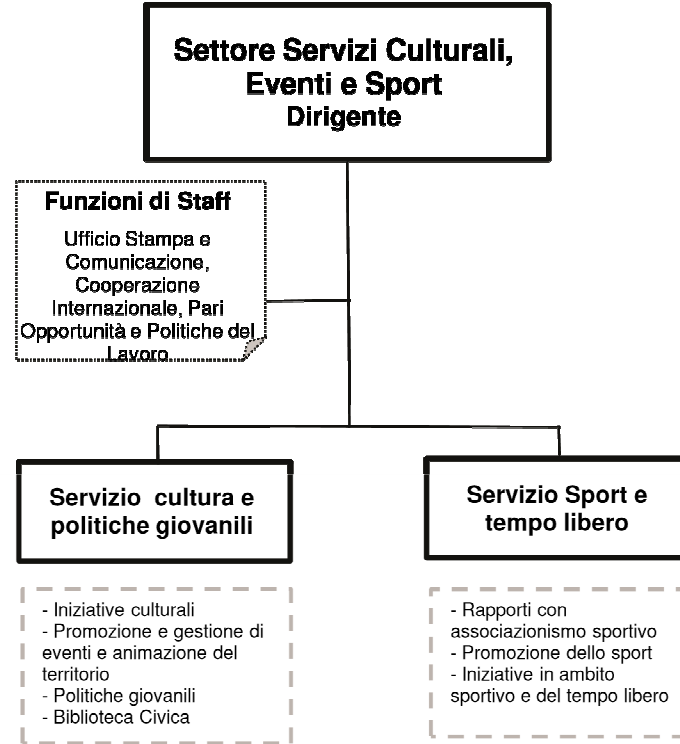 Settore Servizi Culturali,
Eventi e Sport
Dirigente
Funzioni di Staff
Ufficio Stampa e
Comunicazione,
Cooperazione
Internazionale, Pari
Opportunità e Politiche del
Lavoro
Servizio cultura e
politiche giovanili
Servizio Sport e
tempo libero
- Iniziative culturali
- Promozione e gestione di
eventi e animazione del
territorio
- Politiche giovanili
- Biblioteca Civica
- Rapporti con
associazionismo sportivo
- Promozione dello sport
- Iniziative in ambito
sportivo e del tempo libero